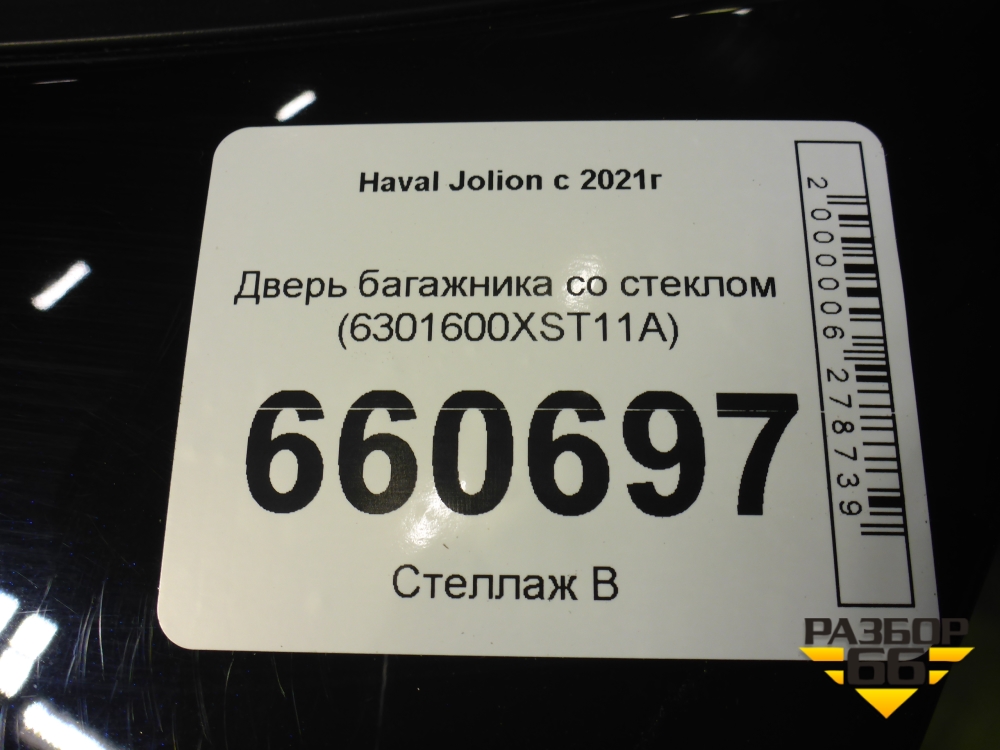 Haval Jolion с 2021г
Дверь багажника со стеклом
(6301600XST11A)
660697
Стеллаж В
2000006278739
РАЗБОР
66